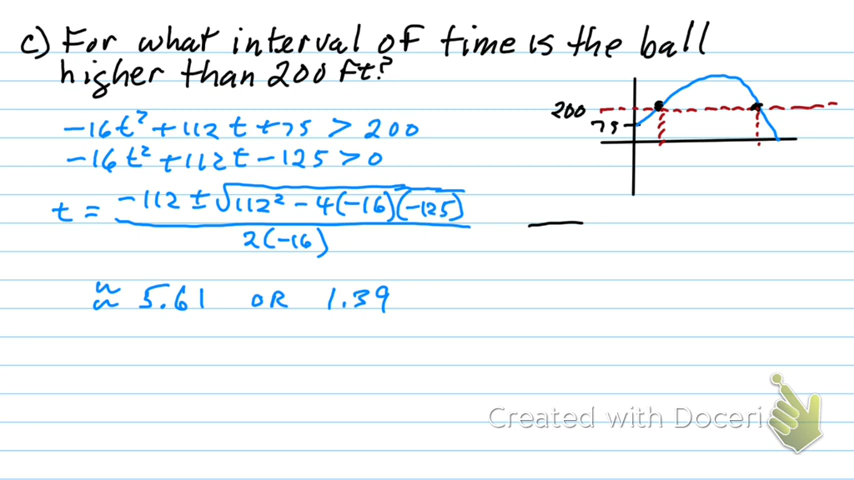 c) For what interval of time is the ball
higher than 200 ft?
-16t² + 112t + 75 > 200
-16t² + 112t - 125 > 0
t = (-112 ± √(112² - 4(-16)(-125))) / 2(-16)
≈ 5.61 OR 1.39
200
75
Created with Doceri